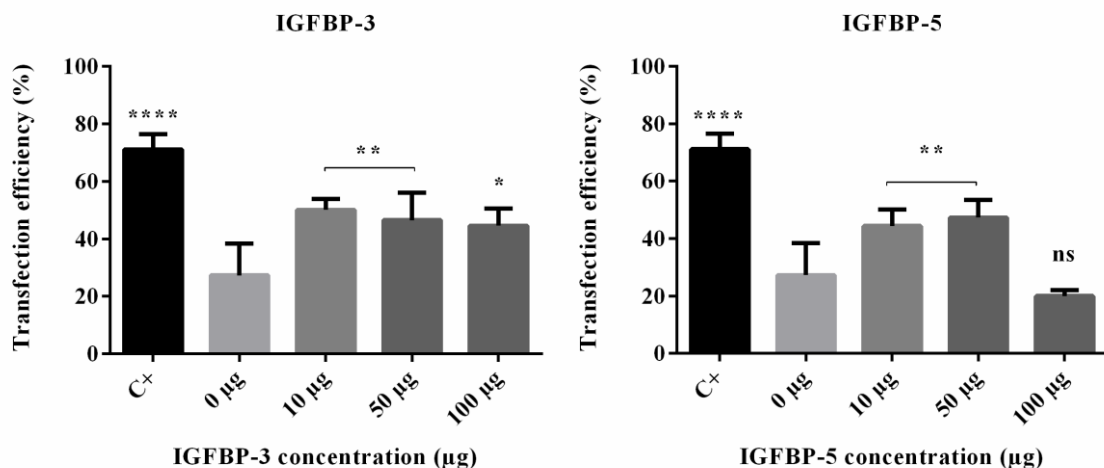 IGFBP-3
Transfection efficiency (%)
100
80
60
40
20
0
****
**
*
C+
0 µg
10 µg
50 µg
100 µg
IGFBP-3 concentration (µg)
IGFBP-5
Transfection efficiency (%)
100
80
60
40
20
0
****
**
ns
C+
0 µg
10 µg
50 µg
100 µg
IGFBP-5 concentration (µg)